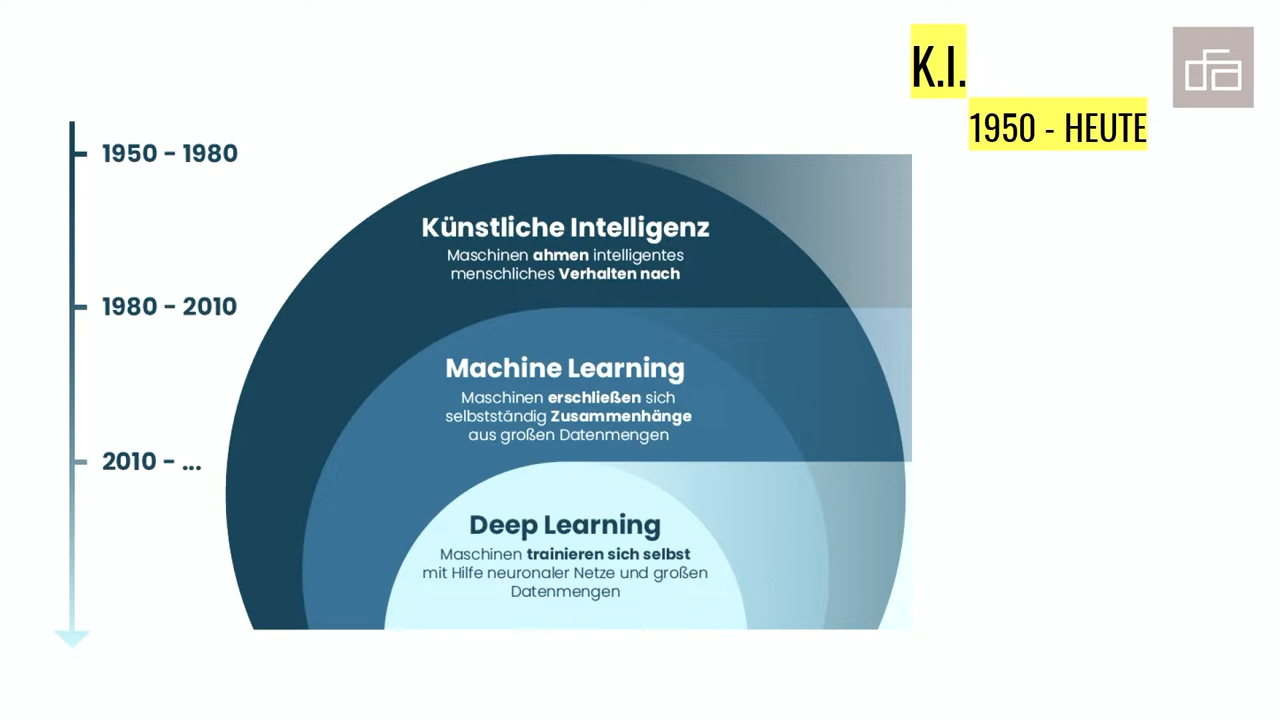 K.I.
1950 - HEUTE
dfa
1950 – 1980
Künstliche Intelligenz
Maschinen ahmen intelligentes
menschliches Verhalten nach
1980 – 2010
Machine Learning
Maschinen erschließen sich
selbstständig Zusammenhänge
aus großen Datenmengen
2010 – ...
Deep Learning
Maschinen trainieren sich selbst
mit Hilfe neuronaler Netze und großen
Datenmengen